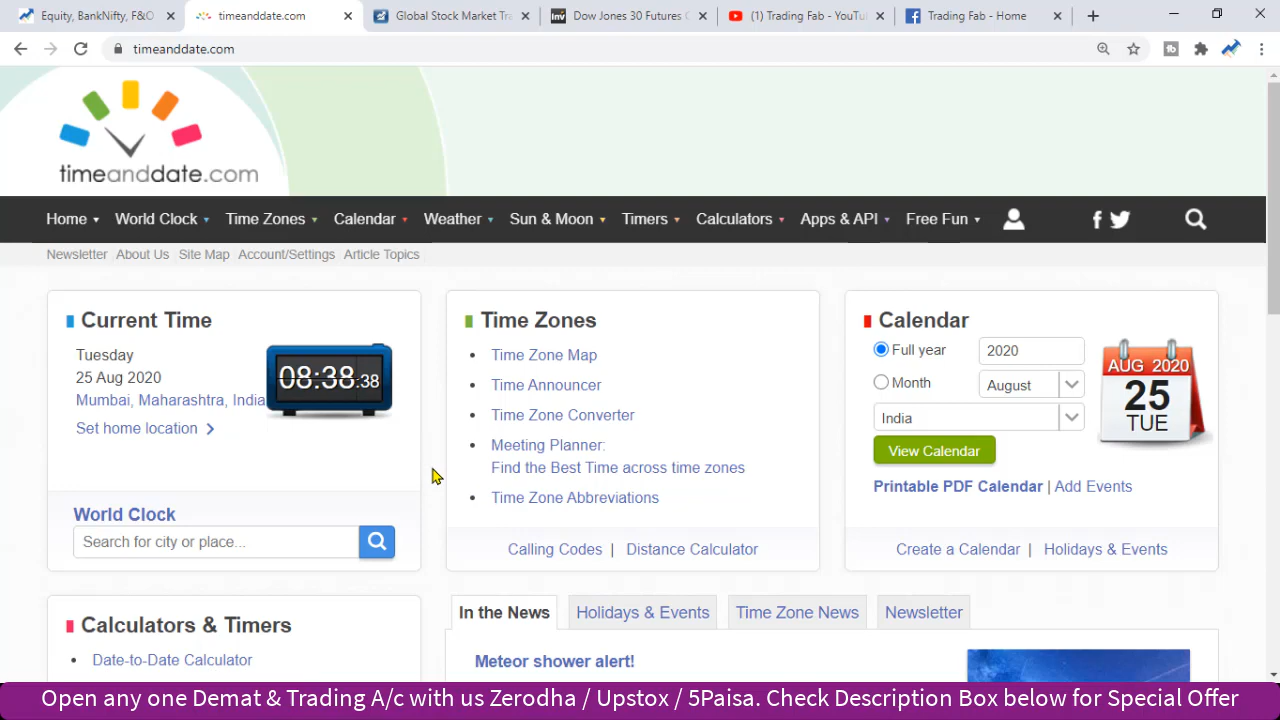 Equity, BankNifty, F&O
timeanddate.com
Global Stock Market Tra
Dow Jones 30 Futures C
(1) Trading Fab - YouTu
Trading Fab - Home
timeanddate.com
timeanddate.com
Home
World Clock
Time Zones
Calendar
Weather
Sun & Moon
Timers
Calculators
Apps & API
Free Fun
Newsletter
About Us
Site Map
Account/Settings
Article Topics
Current Time
Tuesday
25 Aug 2020
Mumbai, Maharashtra, India
Set home location
08:38:38
World Clock
Search for city or place...
Time Zones
Time Zone Map
Time Announcer
Time Zone Converter
Meeting Planner:
Find the Best Time across time zones
Time Zone Abbreviations
Calling Codes | Distance Calculator
Calendar
Full year
2020
Month
August
India
View Calendar
AUG 2020
25
TUE
Printable PDF Calendar | Add Events
Create a Calendar | Holidays & Events
Calculators & Timers
Date-to-Date Calculator
In the News
Holidays & Events
Time Zone News
Newsletter
Meteor shower alert!
Open any one Demat & Trading A/c with us Zerodha / Upstox / 5Paisa. Check Description Box below for Special Offer